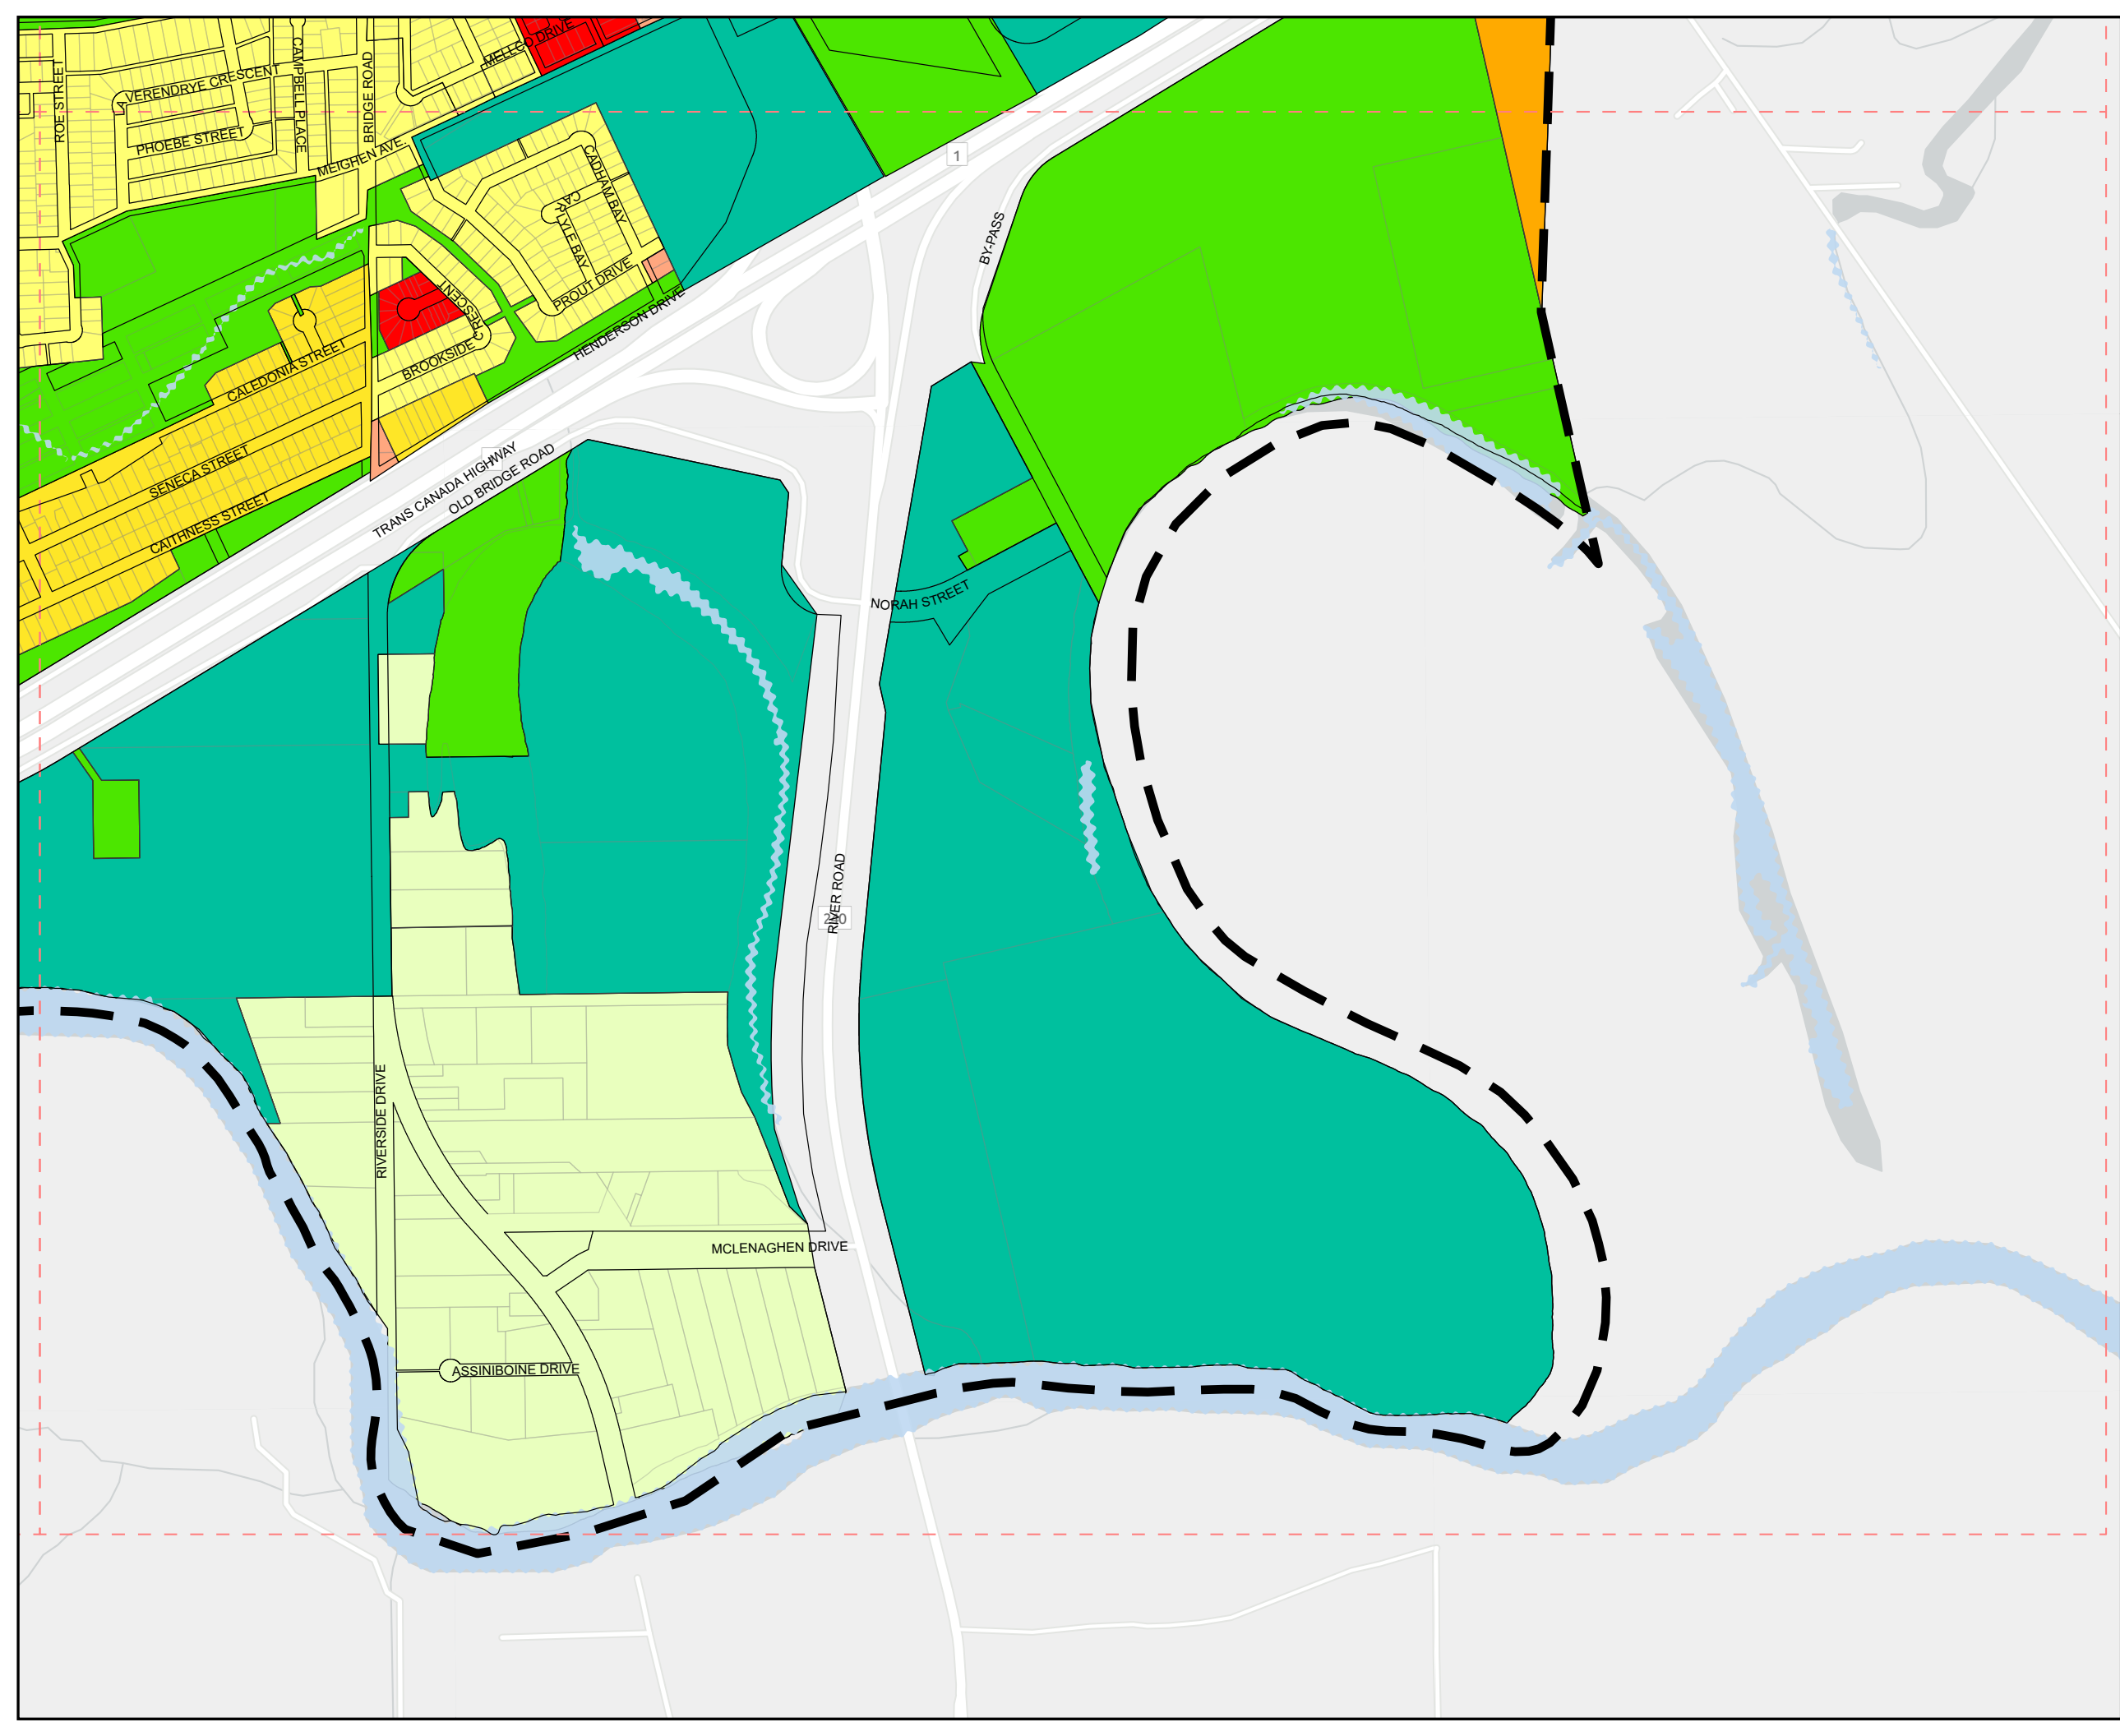 MELLCO DRIVE
ROE STREET
CAMPBELL PLACE
BRIDGE ROAD
VERENDRYE CRESCENT
PHOEBE STREET
MEIGHEN AVE.
CADHAM BAY
CARLYLE BAY
PROUT DRIVE
1
BY-PASS
HENDERSON DRIVE
BROOKSIDE CRESCENT
CALEDONIA STREET
SENECA STREET
CAITHNESS STREET
TRANS CANADA HIGHWAY
OLD BRIDGE ROAD
NORAH STREET
RIVER ROAD
240
RIVERSIDE DRIVE
MCLENAGHEN DRIVE
ASSINIBOINE DRIVE